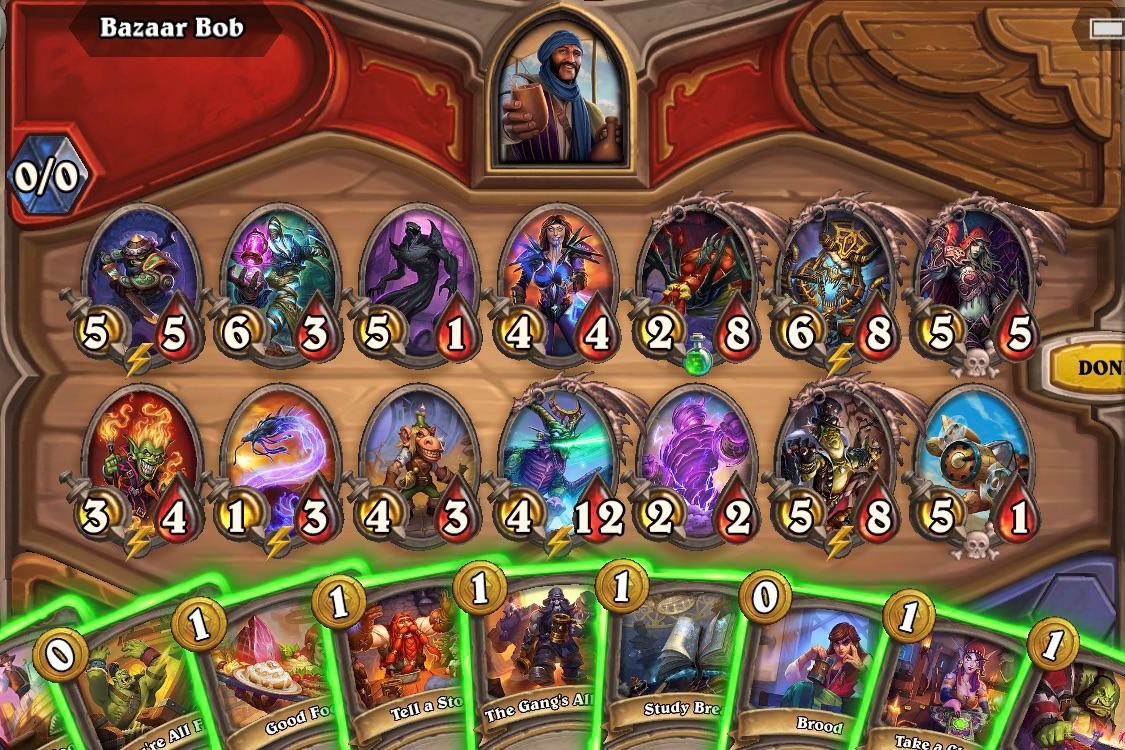 Bazaar Bob
0/0
5 5 6 3 5 1 4 4 2 8 6 8 5 5
DON
3 4 1 3 4 3 4 12 2 2 5 8 5 1
0 1 1 1 1 0 1 1
're All F
Good Foo
Tell a Sto
The Gang's All
Study Bre
Brood
Take a C